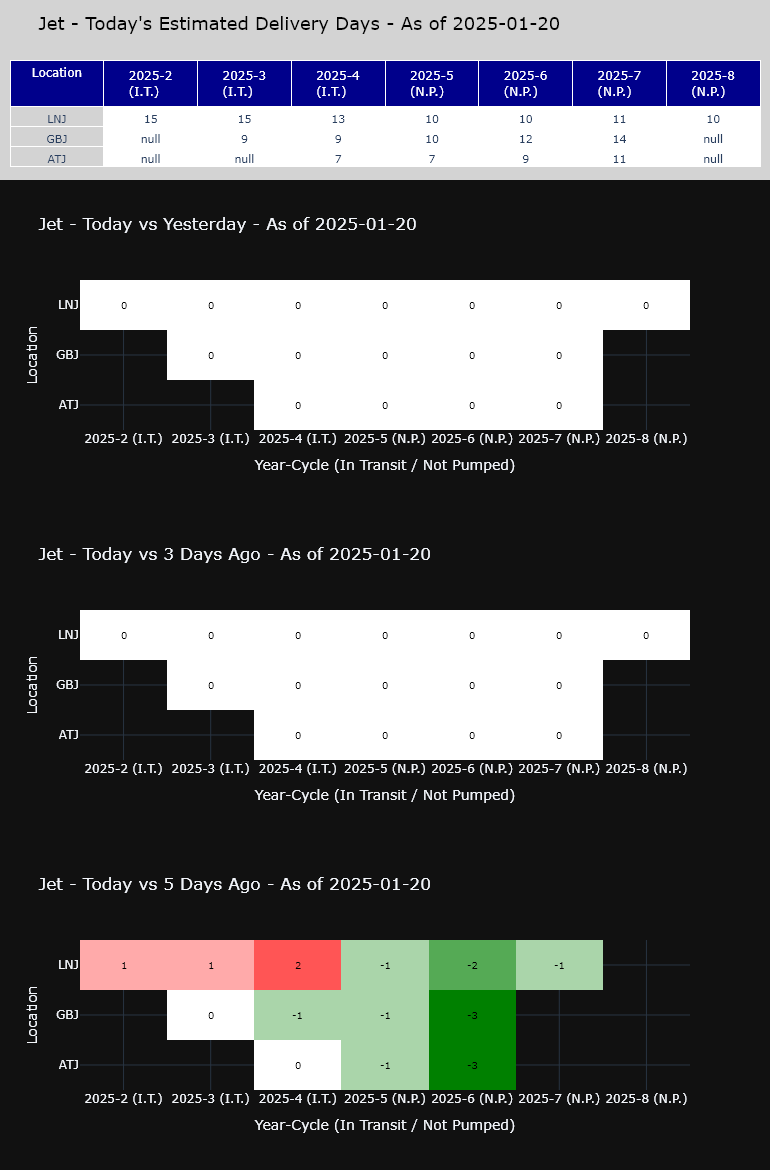 Jet - Today's Estimated Delivery Days - As of 2025-01-20
Location 2025-2 (I.T.) 2025-3 (I.T.) 2025-4 (I.T.) 2025-5 (N.P.) 2025-6 (N.P.) 2025-7 (N.P.) 2025-8 (N.P.)
LNJ 15 15 13 10 10 11 10
GBJ null 9 9 10 12 14 null
ATJ null null 7 7 9 11 null
Jet - Today vs Yesterday - As of 2025-01-20
Location
LNJ 0 0 0 0 0 0 0
GBJ 0 0 0 0 0
ATJ 0 0 0 0
2025-2 (I.T.) 2025-3 (I.T.) 2025-4 (I.T.) 2025-5 (N.P.) 2025-6 (N.P.) 2025-7 (N.P.) 2025-8 (N.P.)
Year-Cycle (In Transit / Not Pumped)
Jet - Today vs 3 Days Ago - As of 2025-01-20
Location
LNJ 0 0 0 0 0 0 0
GBJ 0 0 0 0 0
ATJ 0 0 0 0
2025-2 (I.T.) 2025-3 (I.T.) 2025-4 (I.T.) 2025-5 (N.P.) 2025-6 (N.P.) 2025-7 (N.P.) 2025-8 (N.P.)
Year-Cycle (In Transit / Not Pumped)
Jet - Today vs 5 Days Ago - As of 2025-01-20
Location
LNJ 1 1 2 -1 -2 -1
GBJ 0 -1 -1 -3
ATJ 0 -1 -3
2025-2 (I.T.) 2025-3 (I.T.) 2025-4 (I.T.) 2025-5 (N.P.) 2025-6 (N.P.) 2025-7 (N.P.) 2025-8 (N.P.)
Year-Cycle (In Transit / Not Pumped)